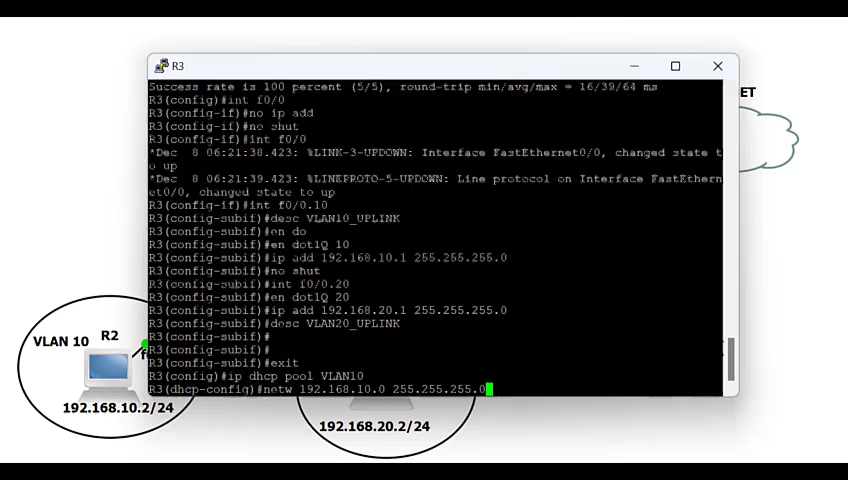 R3
Success rate is 100 percent (5/5), round-trip min/avg/max = 16/39/64 ms
R3(config)#int f0/0
R3(config-if)#no ip add
R3(config-if)#no shut
R3(config-if)#int f0/0
*Dec  8 06:21:38.423: %LINK-3-UPDOWN: Interface FastEthernet0/0, changed state t
o up
*Dec  8 06:21:39.423: %LINEPROTO-5-UPDOWN: Line protocol on Interface FastEthern
et0/0, changed state to up
R3(config-if)#int f0/0.10
R3(config-subif)#desc VLAN10_UPLINK
R3(config-subif)#en do
R3(config-subif)#en dot1Q 10
R3(config-subif)#ip add 192.168.10.1 255.255.255.0
R3(config-subif)#no shut
R3(config-subif)#int f0/0.20
R3(config-subif)#en dot1Q 20
R3(config-subif)#ip add 192.168.20.1 255.255.255.0
R3(config-subif)#desc VLAN20_UPLINK
R3(config-subif)#
R3(config-subif)#
R3(config-subif)#exit
R3(config)#ip dhcp pool VLAN10
R3(dhcp-config)#netw 192.168.10.0 255.255.255.0
ET
VLAN 10
R2
f
192.168.10.2/24
192.168.20.2/24